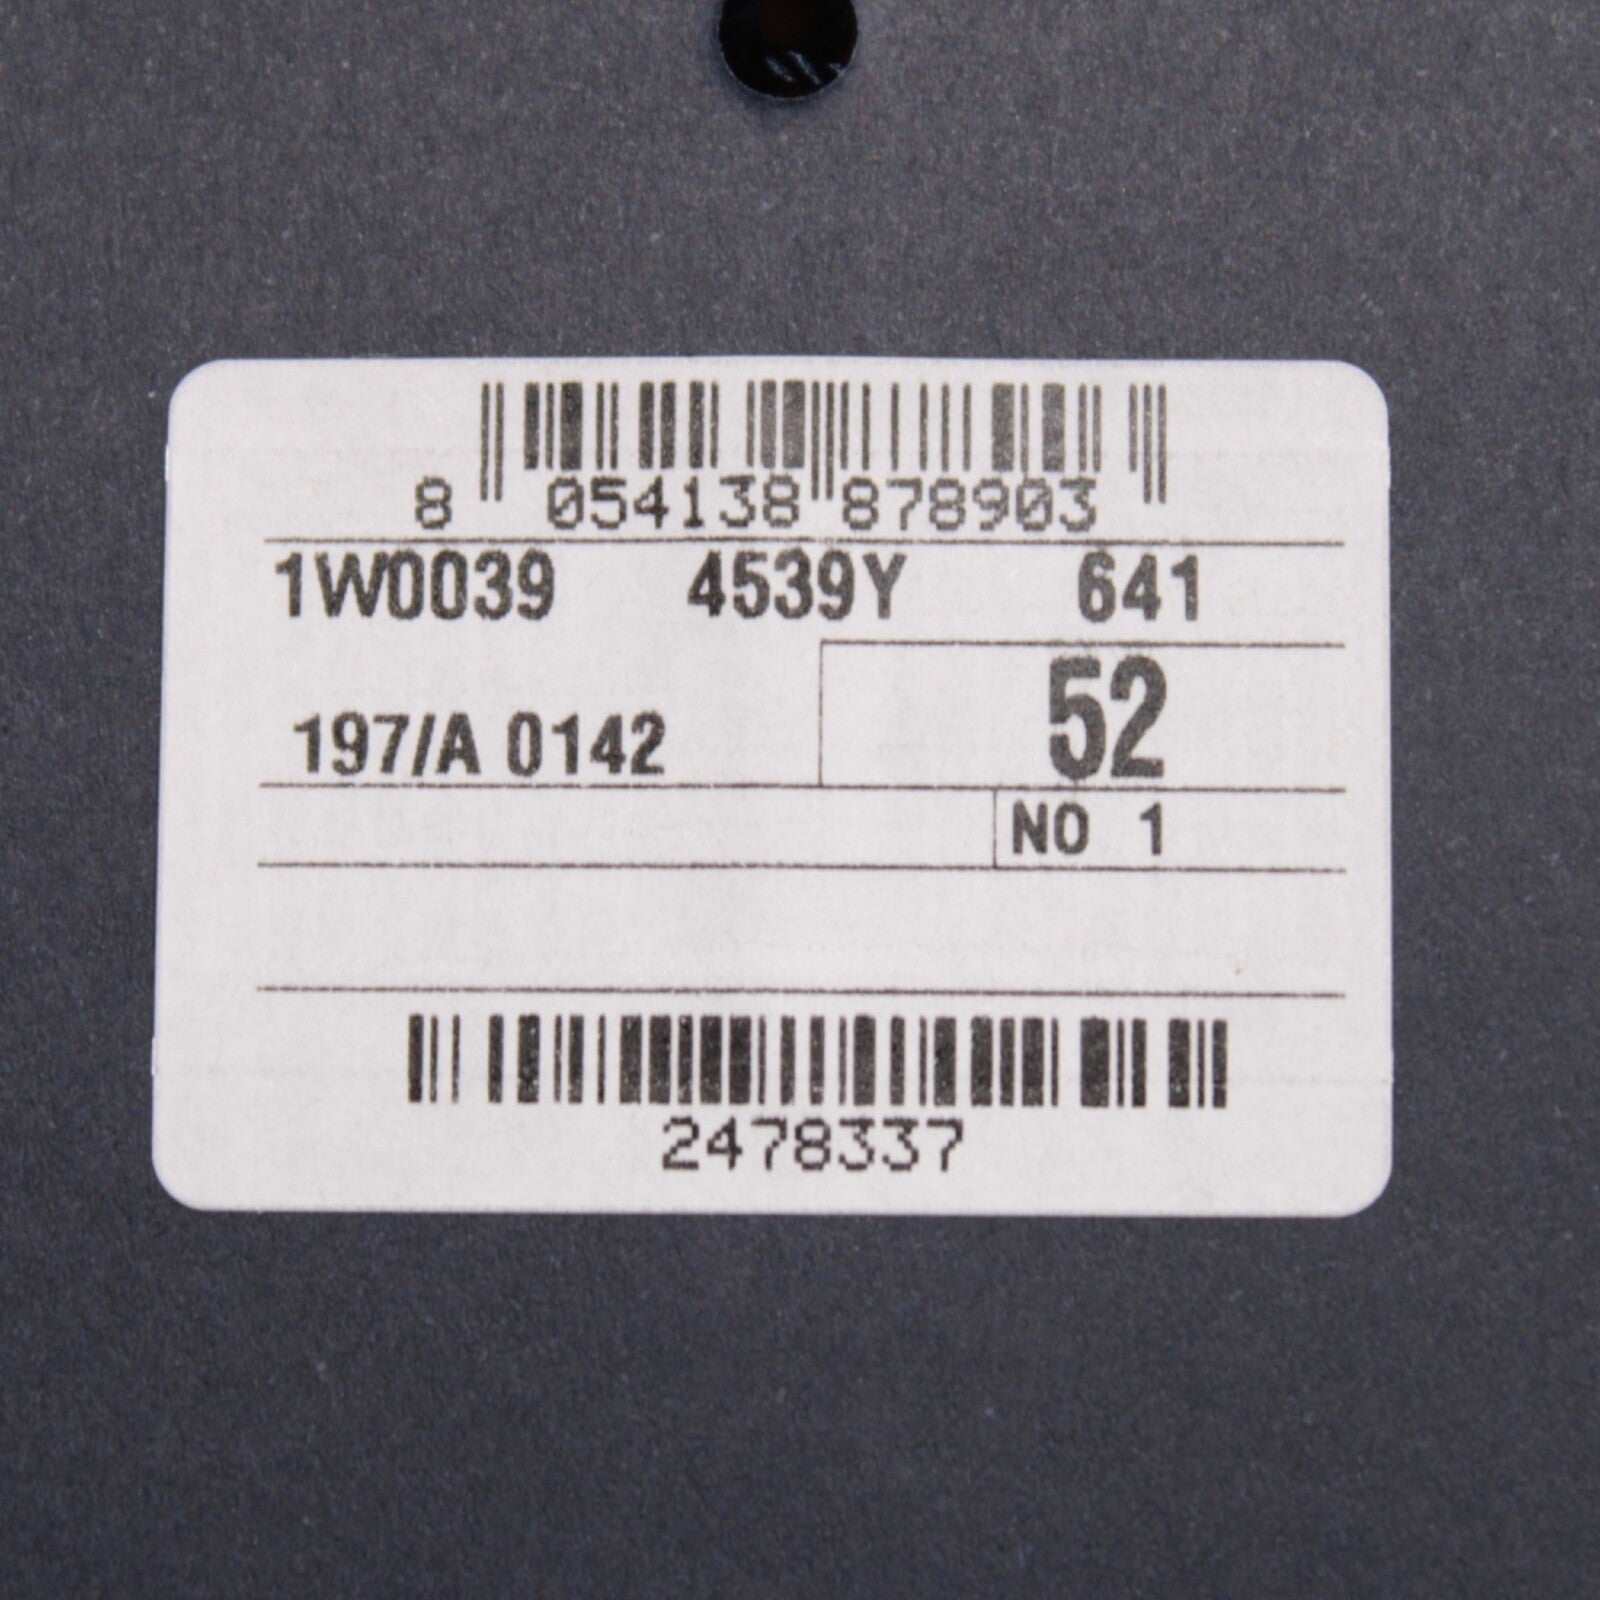 8 054138 878903
1W0039 4539Y 641
197/A 0142 52
NO 1
2478337